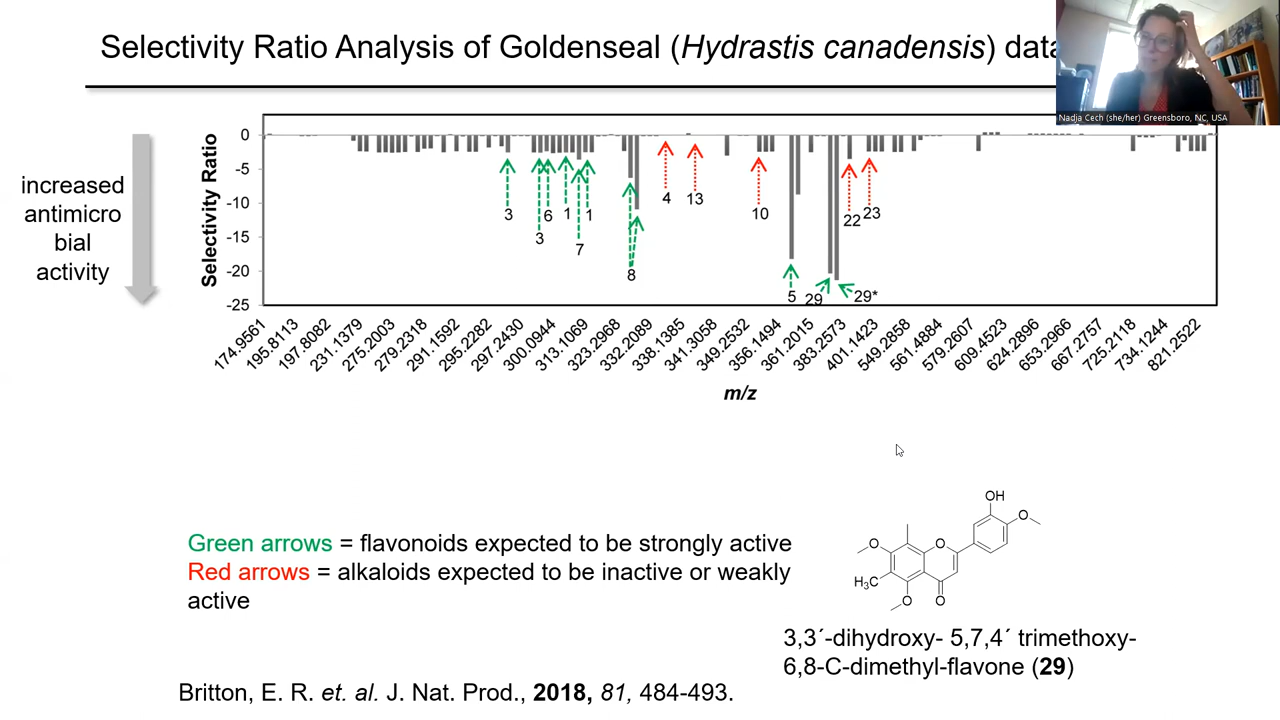 Selectivity Ratio Analysis of Goldenseal (Hydrastis canadensis) data
Nadja Cech (she/her) Greensboro, NC, USA
increased
antimicro
bial
activity
Selectivity Ratio
0
-5
-10
-15
-20
-25
3
3
6
1
7
1
8
4
13
10
5
29
29*
22
23
174.9561
195.8113
197.8082
231.1379
275.2003
279.2318
291.1592
295.2282
297.2430
300.0944
313.1069
323.2968
332.2089
338.1385
341.3058
349.2532
356.1494
361.2015
383.2573
401.1423
549.2858
561.4884
579.2607
609.4523
624.2896
653.2966
667.2757
725.2118
734.1244
821.2522
m/z
Green arrows = flavonoids expected to be strongly active
Red arrows = alkaloids expected to be inactive or weakly
active
OH
O
O
O
H₃C
O
O
3,3´-dihydroxy- 5,7,4´ trimethoxy-
6,8-C-dimethyl-flavone (29)
Britton, E. R. et. al. J. Nat. Prod., 2018, 81, 484-493.